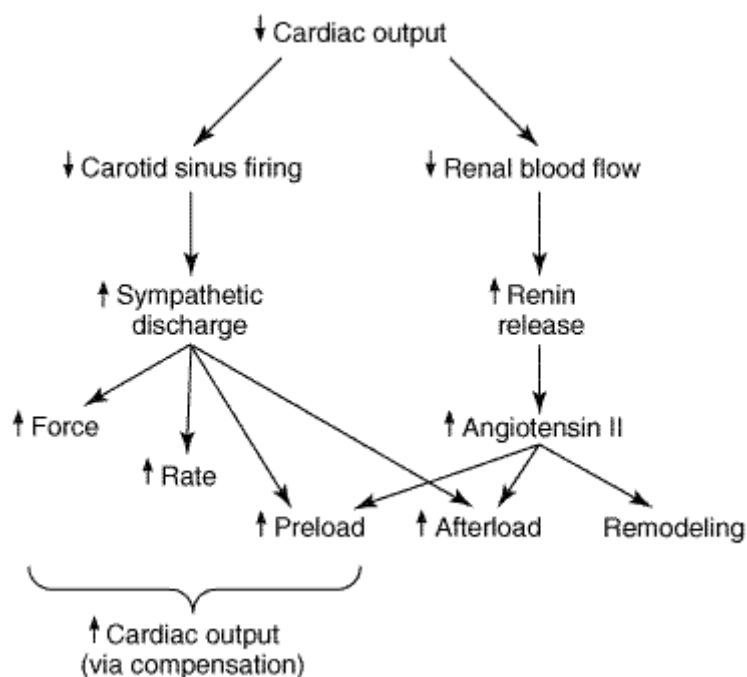 ↓ Cardiac output
↓ Carotid sinus firing
↓ Renal blood flow
↑ Sympathetic
discharge
↑ Renin
release
↑ Force
↑ Rate
↑ Angiotensin II
↑ Preload
↑ Afterload
Remodeling
↑ Cardiac output
(via compensation)